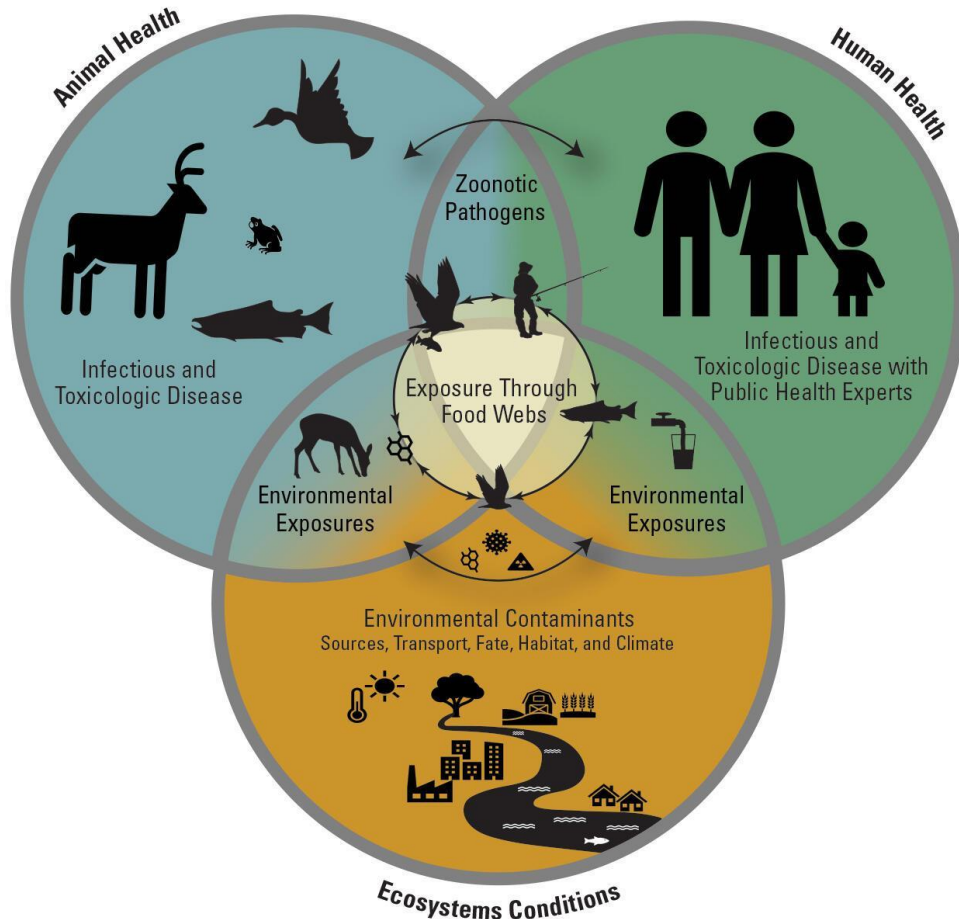 Animal Health
Human Health
Zoonotic
Pathogens
Infectious and
Toxicologic Disease
Infectious and
Toxicologic Disease with
Public Health Experts
Exposure Through
Food Webs
Environmental
Exposures
Environmental
Exposures
Environmental Contaminants
Sources, Transport, Fate, Habitat, and Climate
Ecosystems Conditions